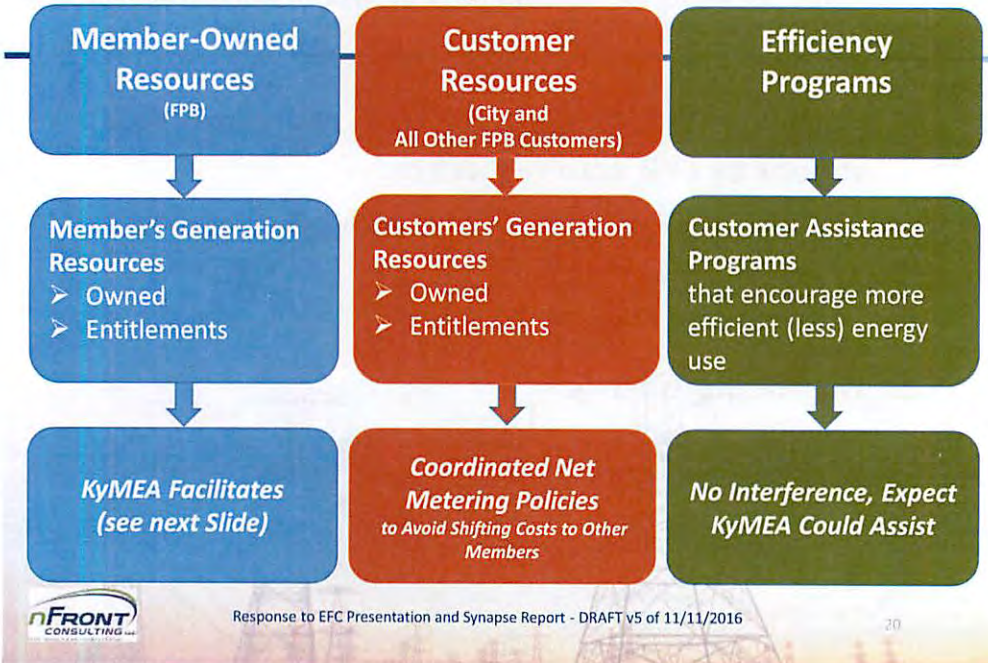 Member-Owned
Resources
(FPB)
Customer
Resources
(City and
All Other FPB Customers)
Efficiency
Programs
Member's Generation
Resources
➢ Owned
➢ Entitlements
Customers' Generation
Resources
➢ Owned
➢ Entitlements
Customer Assistance
Programs
that encourage more
efficient (less) energy
use
KyMEA Facilitates
(see next Slide)
Coordinated Net
Metering Policies
to Avoid Shifting Costs to Other
Members
No Interference, Expect
KyMEA Could Assist
nFRONT
CONSULTING LLC
Response to EFC Presentation and Synapse Report - DRAFT v5 of 11/11/2016
20